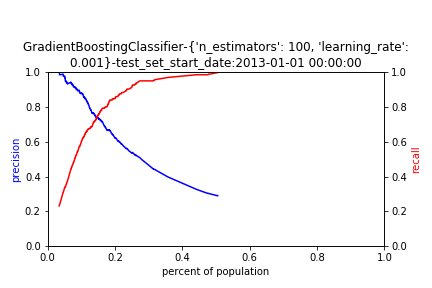 GradientBoostingClassifier-{'n_estimators': 100, 'learning_rate':
0.001}-test_set_start_date:2013-01-01 00:00:00
1.0
0.8
0.6
0.4
0.2
0.0
precision
1.0
0.8
0.6
0.4
0.2
0.0
recall
0.0 0.2 0.4 0.6 0.8 1.0
percent of population